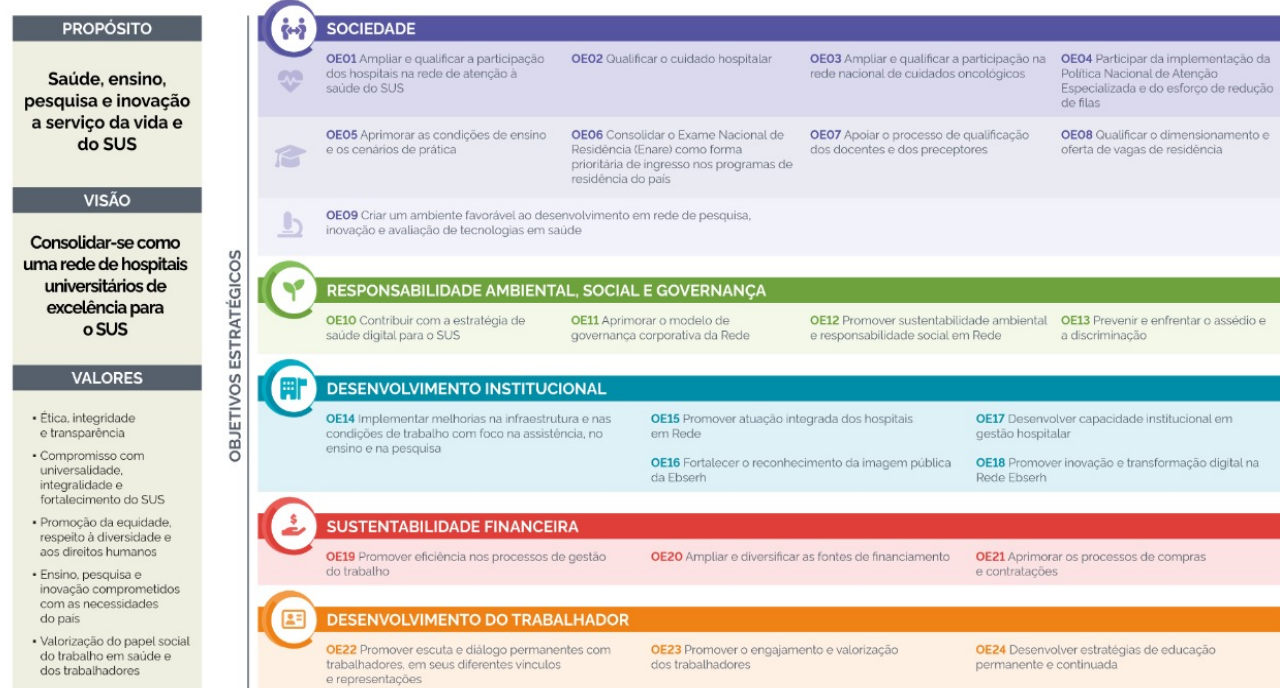 PROPÓSITO
Saúde, ensino,
pesquisa e inovação
a serviço da vida e
do SUS
VISÃO
Consolidar-se como
uma rede de hospitais
universitários de
excelência para
o SUS
VALORES
▪ Ética, integridade
e transparência
▪ Compromisso com
universalidade,
integralidade e
fortalecimento do SUS
▪ Promoção da equidade,
respeito à diversidade e
aos direitos humanos
▪ Ensino, pesquisa e
inovação comprometidos
com as necessidades
do país
▪ Valorização do papel social
do trabalho em saúde e
dos trabalhadores
OBJETIVOS ESTRATÉGICOS
SOCIEDADE
OE01 Ampliar e qualificar a participação
dos hospitais na rede de atenção à
saúde do SUS
OE02 Qualificar o cuidado hospitalar
OE03 Ampliar e qualificar a participação na
rede nacional de cuidados oncológicos
OE04 Participar da implementação da
Política Nacional de Atenção
Especializada e do esforço de redução
de filas
OE05 Aprimorar as condições de ensino
e os cenários de prática
OE06 Consolidar o Exame Nacional de
Residência (Enare) como forma
prioritária de ingresso nos programas de
residência do país
OE07 Apoiar o processo de qualificação
dos docentes e dos preceptores
OE08 Qualificar o dimensionamento e
oferta de vagas de residência
OE09 Criar um ambiente favorável ao desenvolvimento em rede de pesquisa,
inovação e avaliação de tecnologias em saúde
RESPONSABILIDADE AMBIENTAL, SOCIAL E GOVERNANÇA
OE10 Contribuir com a estratégia de
saúde digital para o SUS
OE11 Aprimorar o modelo de
governança corporativa da Rede
OE12 Promover sustentabilidade ambiental
e responsabilidade social em Rede
OE13 Prevenir e enfrentar o assédio e
a discriminação
DESENVOLVIMENTO INSTITUCIONAL
OE14 Implementar melhorias na infraestrutura e nas
condições de trabalho com foco na assistência, no
ensino e na pesquisa
OE15 Promover atuação integrada dos hospitais
em Rede
OE16 Fortalecer o reconhecimento da imagem pública
da Ebserh
OE17 Desenvolver capacidade institucional em
gestão hospitalar
OE18 Promover inovação e transformação digital na
Rede Ebserh
SUSTENTABILIDADE FINANCEIRA
OE19 Promover eficiência nos processos de gestão
do trabalho
OE20 Ampliar e diversificar as fontes de financiamento
OE21 Aprimorar os processos de compras
e contratações
DESENVOLVIMENTO DO TRABALHADOR
OE22 Promover escuta e diálogo permanentes com
trabalhadores, em seus diferentes vínculos
e representações
OE23 Promover o engajamento e valorização
dos trabalhadores
OE24 Desenvolver estratégias de educação
permanente e continuada